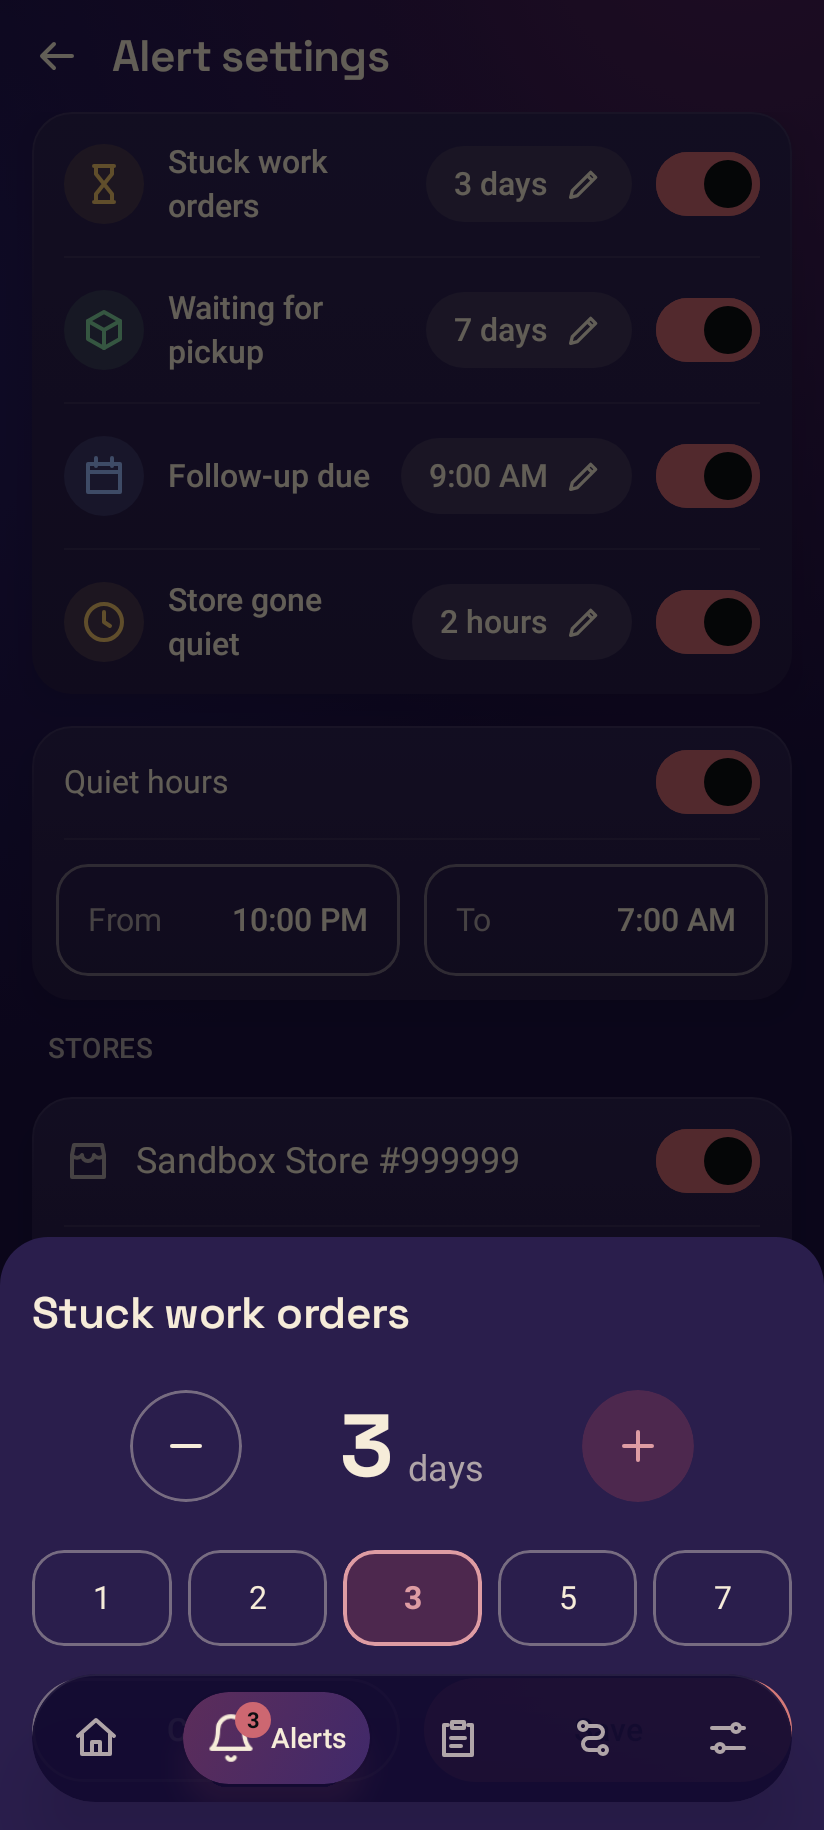 Alert settings
Stuck work
orders
3 days
Waiting for
pickup
7 days
Follow-up due
9:00 AM
Store gone
quiet
2 hours
Quiet hours
From
10:00 PM
To
7:00 AM
STORES
Sandbox Store #999999
Stuck work orders
3 days
1
2
3
5
7
3
Alerts